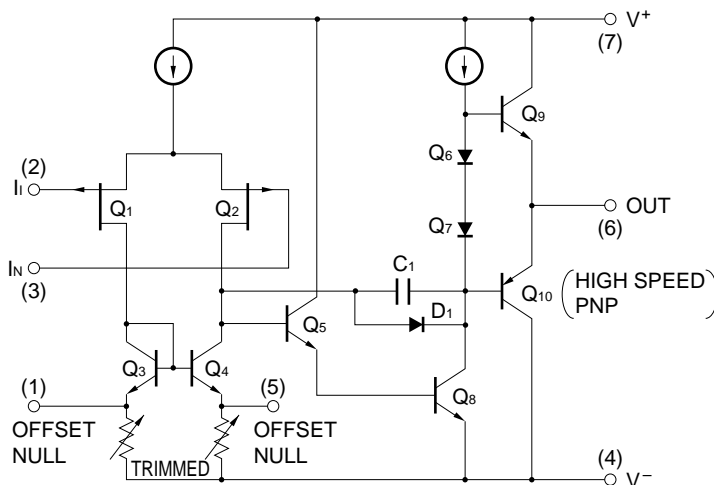 V+
(7)
Q9
(2)
II
Q1
Q2
Q6
OUT
(6)
Q7
IN
(3)
C1
Q10
(HIGH SPEED
PNP)
D1
Q5
Q3
Q4
Q8
(1)
(5)
OFFSET
NULL
OFFSET
NULL
TRIMMED
(4)
V−